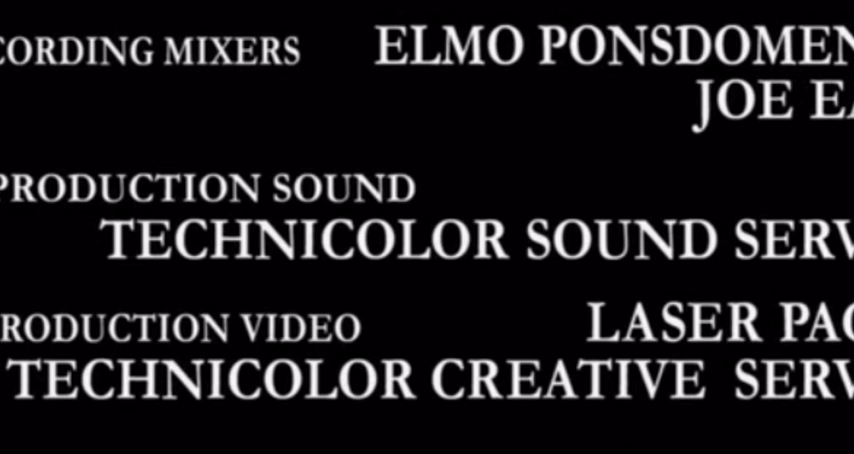 CORDING MIXERS ELMO PONSDOMEN
JOE EA
PRODUCTION SOUND
TECHNICOLOR SOUND SERV
RODUCTION VIDEO LASER PAC
TECHNICOLOR CREATIVE SERV